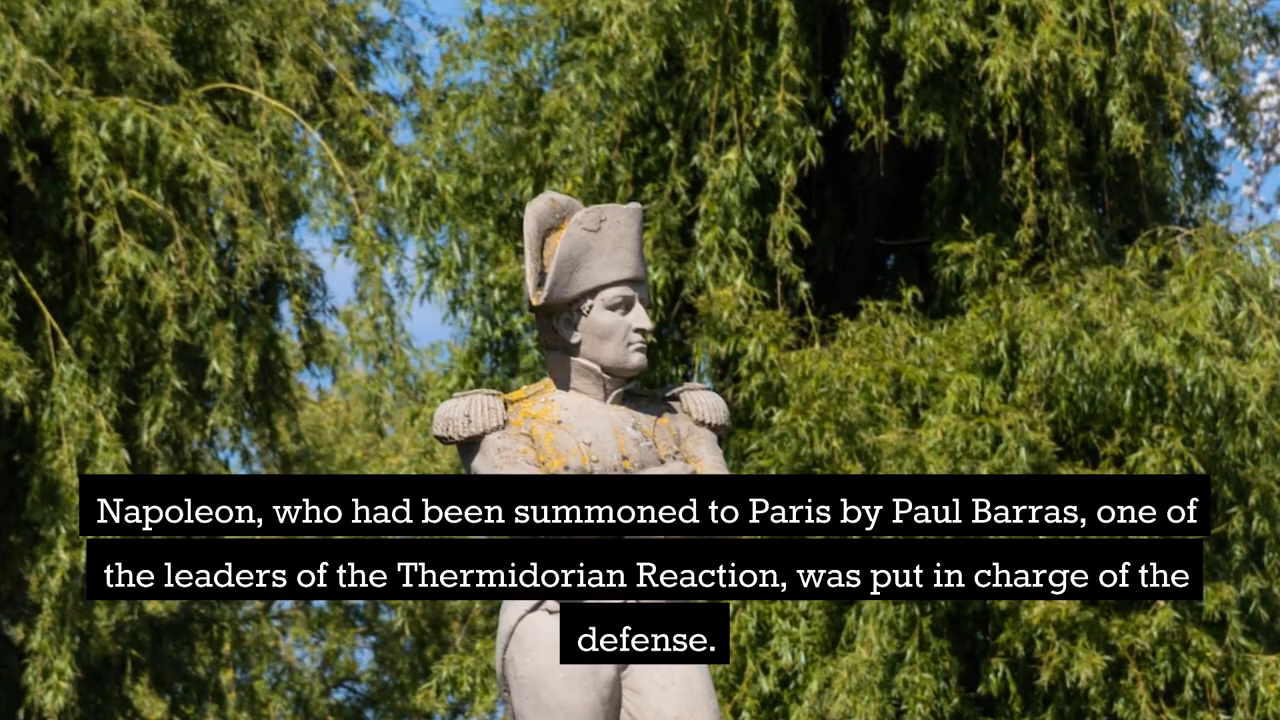 Napoleon, who had been summoned to Paris by Paul Barras, one of
the leaders of the Thermidorian Reaction, was put in charge of the
defense.